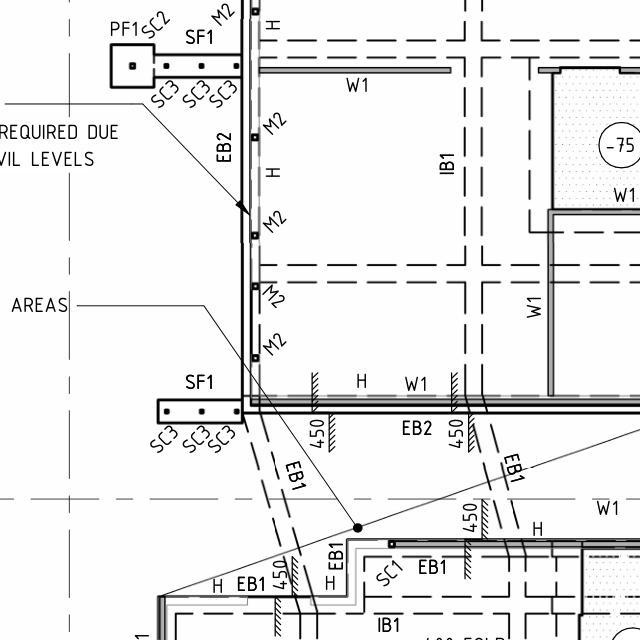 M2
H
PF1
SC2
SF1
SC3
SC3
SC3
W1
REQUIRED DUE
VIL LEVELS
EB2
M2
IB1
-75
H
W1
M2
AREAS
M2
W1
M2
SF1
H
W1
SC3
SC3
SC3
450
EB2
450
EB1
EB1
450
W1
H
EB1
450
H
EB1
H
SC1
EB1
IB1